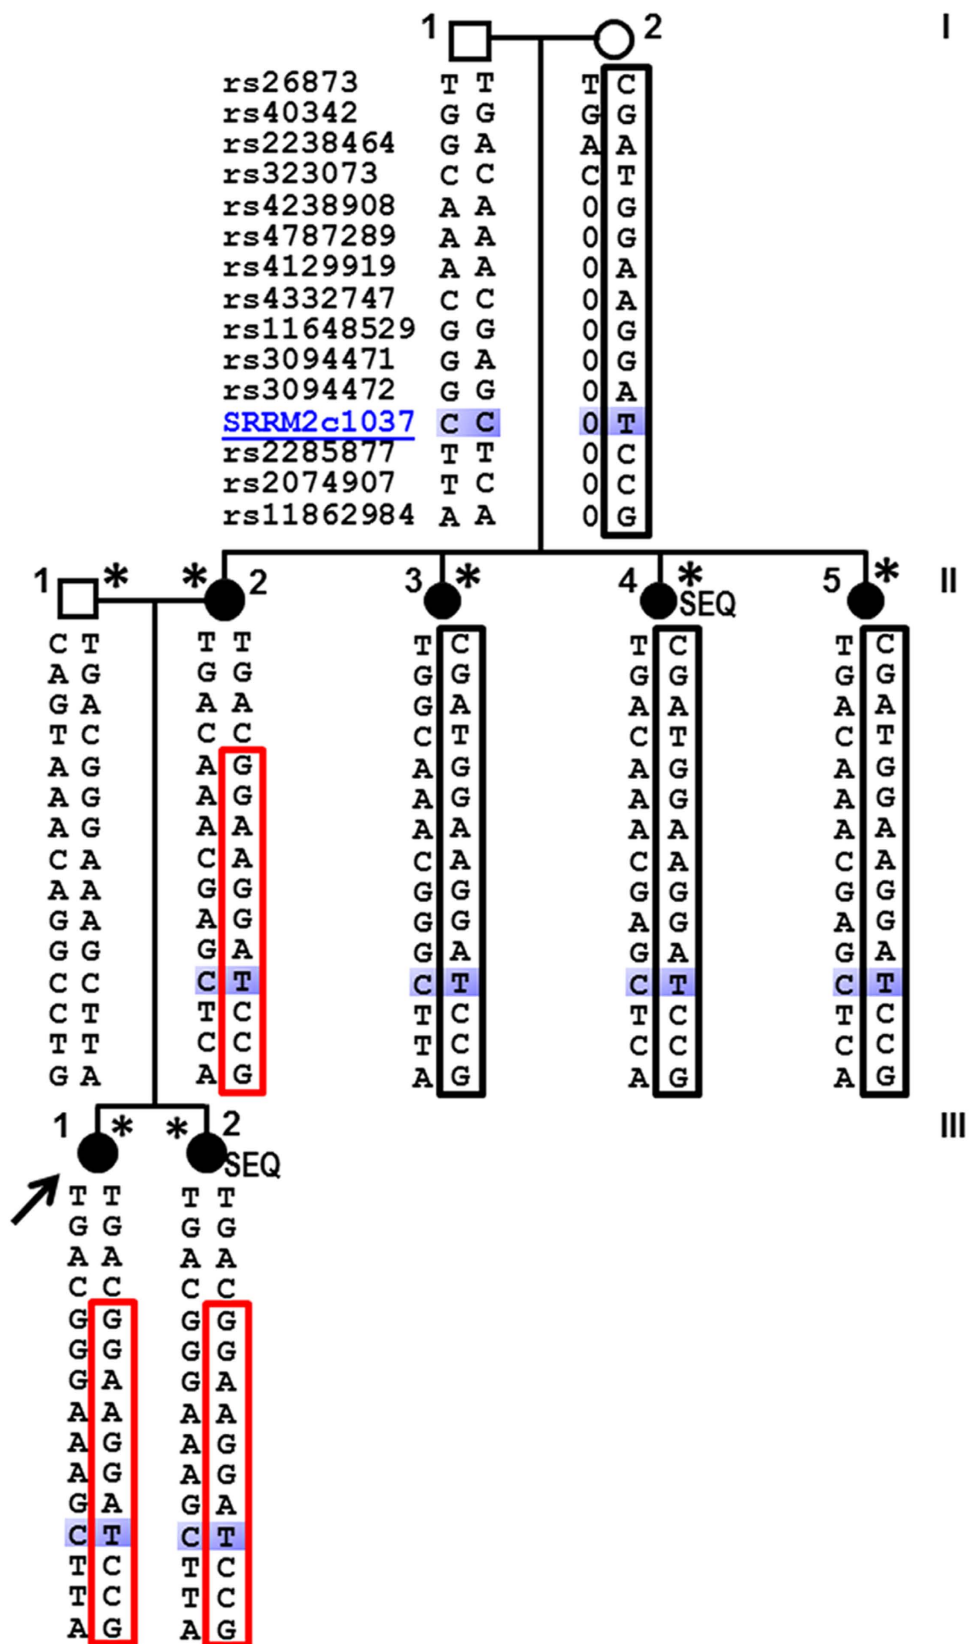 1 2 I
rs26873 T T T C
rs40342 G G G G
rs2238464 G A A A
rs323073 C C C T
rs4238908 A A 0 G
rs4787289 A A 0 G
rs4129919 A A 0 A
rs4332747 C C 0 A
rs11648529 G G 0 G
rs3094471 G A 0 G
rs3094472 G G 0 A
SRRM2c1037 C C 0 T
rs2285877 T T 0 C
rs2074907 T C 0 C
rs11862984 A A 0 G
1 * * 2 3 * 4 * SEQ 5 * II
C T T T T C T C T C
A G G G G G G G G G
G A A A G A A A A A
T C C C C T C T C T
A G A G A G A G A G
A G A G A G A G A G
A G A A A A A A A A
C A C A C A C A C A
A A G G G G G G G G
G A A G G G A G A G
G G G A G A G A G A
C C C T C T C T C T
C T T C T C T C T C
T T C C T C C C C C
G A A G A G A G A G
1 * * 2 SEQ III
T T T T
G G G G
A A A A
C C C C
G G G G
G G G G
G A G A
A A A A
A G A G
A G A G
G A G A
C T C T
T C T C
T C T C
A G A G